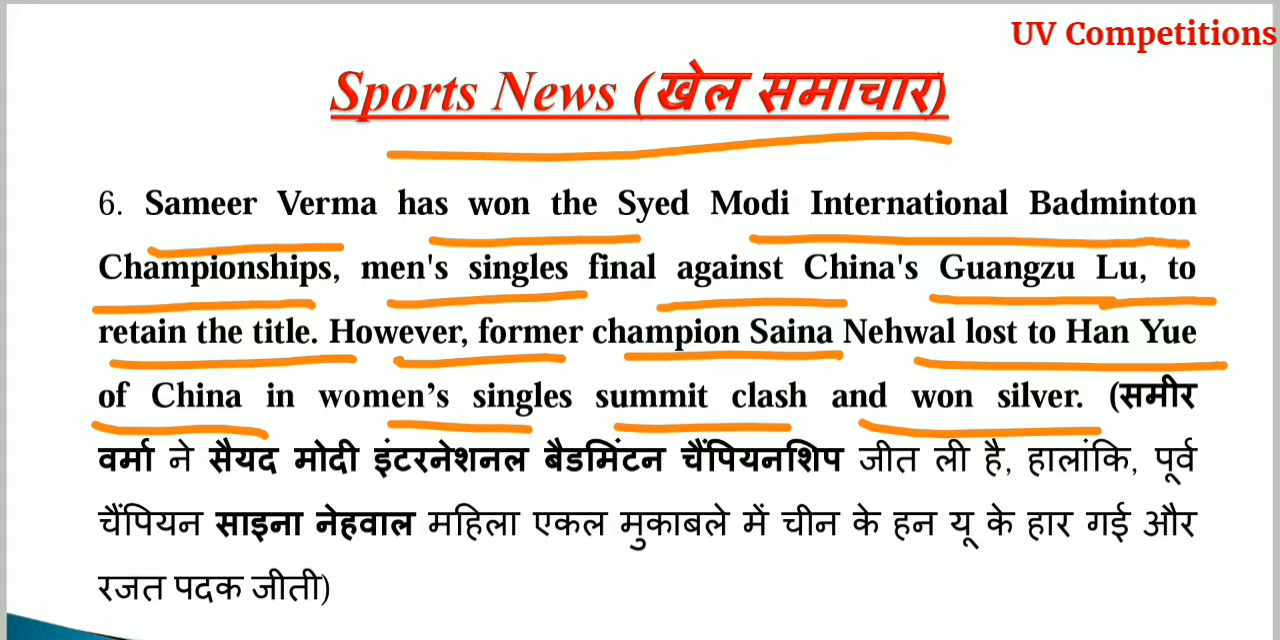 UV Competitions
Sports News (खेल समाचार)
6. Sameer Verma has won the Syed Modi International Badminton
Championships, men's singles final against China's Guangzu Lu, to
retain the title. However, former champion Saina Nehwal lost to Han Yue
of China in women’s singles summit clash and won silver. (समीर
वर्मा ने सैयद मोदी इंटरनेशनल बैडमिंटन चैंपियनशिप जीत ली है, हालांकि, पूर्व
चैंपियन साइना नेहवाल महिला एकल मुकाबले में चीन के हन यू के हार गई और
रजत पदक जीती)